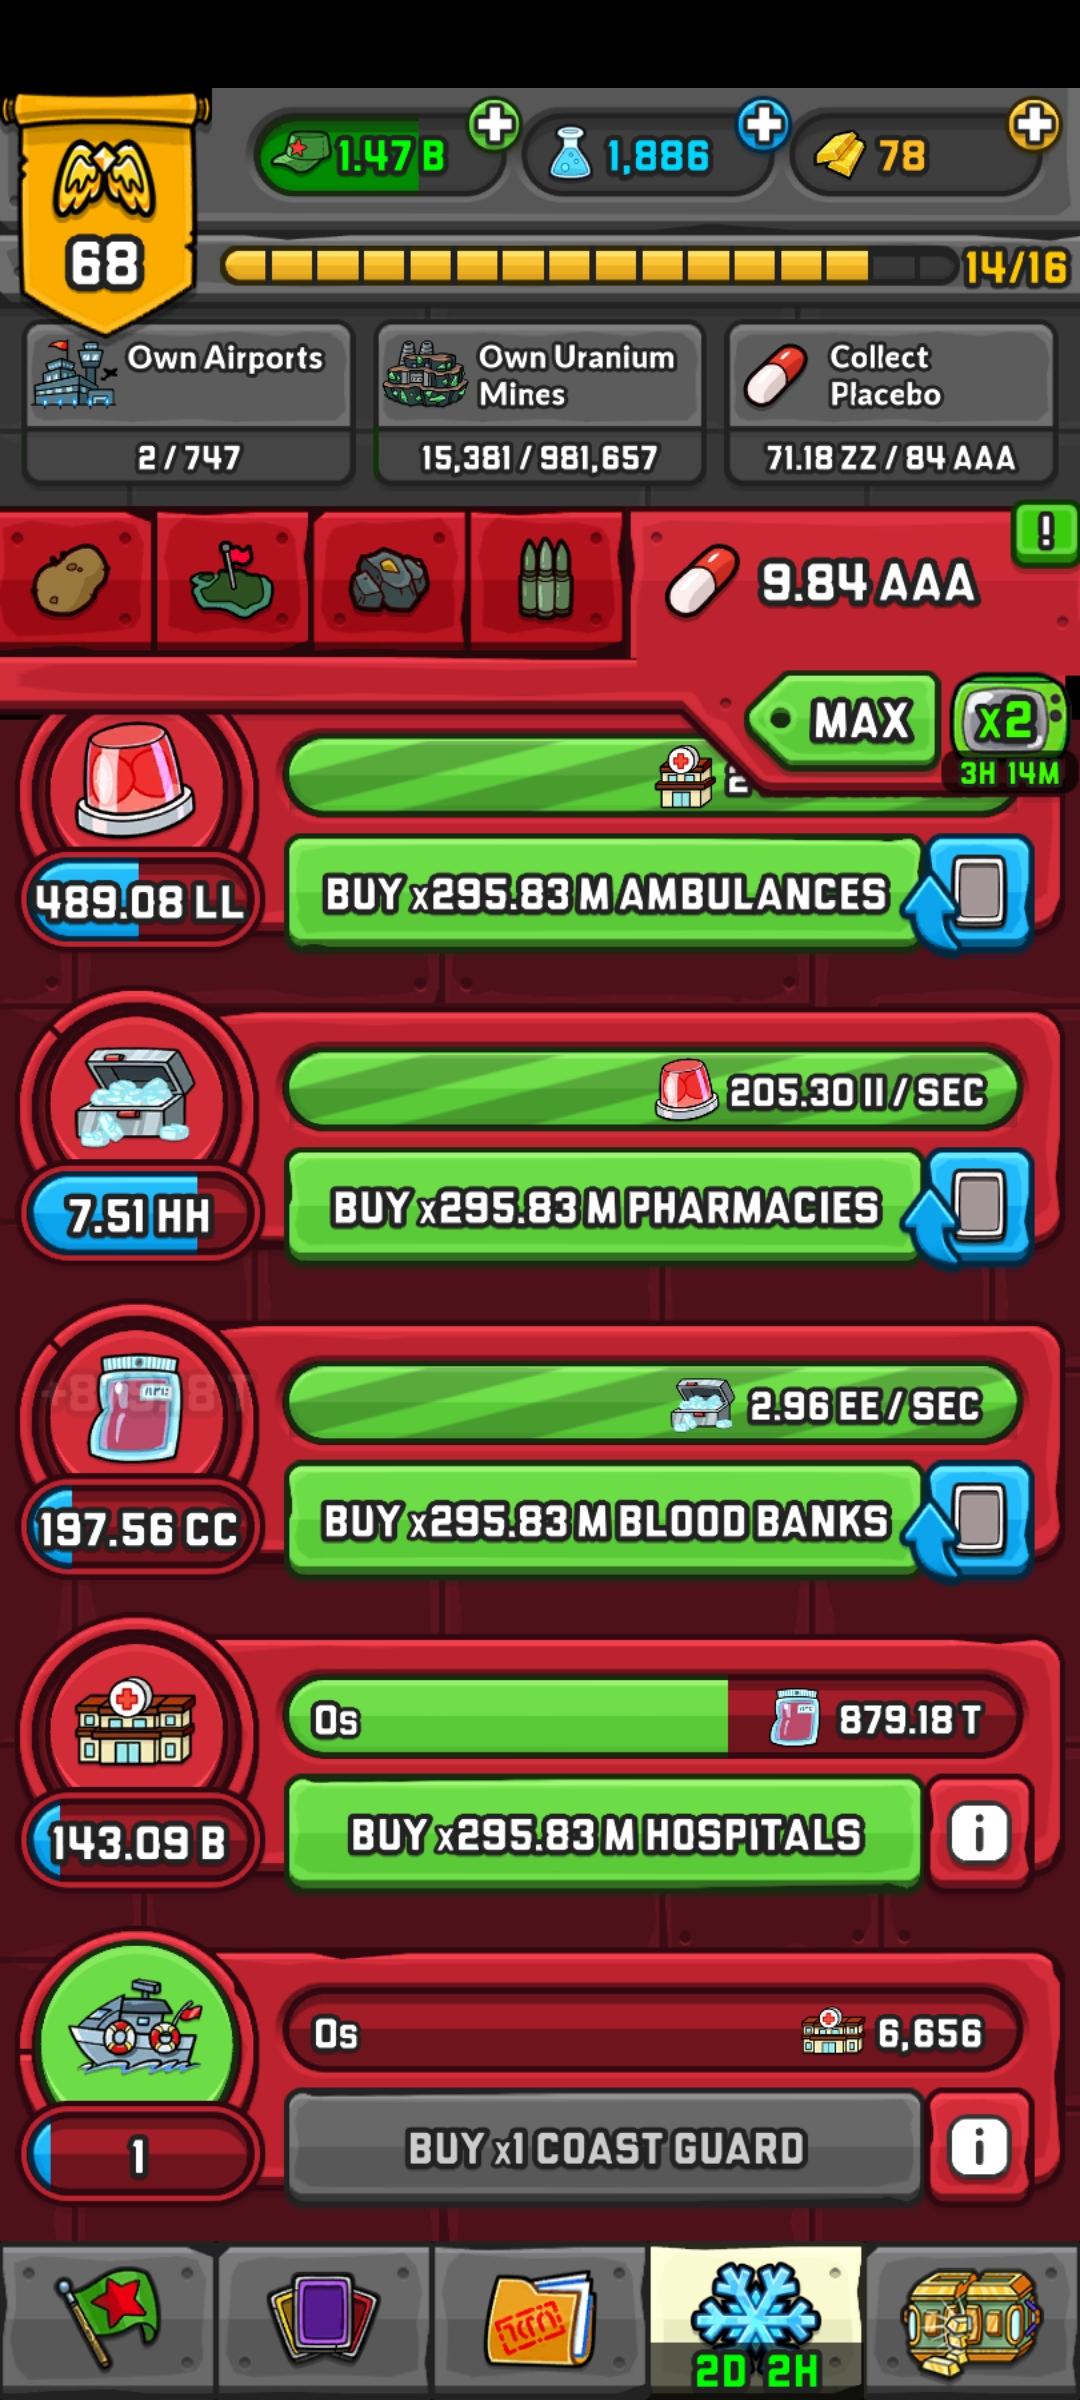 1.47 B
1,886
78
68
14/16
Own Airports
2 / 747
Own Uranium
Mines
15,381 / 981,657
Collect
Placebo
71.18 ZZ / 84 AAA
!
9.84 AAA
MAX
x2
3H 14M
489.08 LL
BUY x295.83 M AMBULANCES
205.30 II / SEC
7.51 HH
BUY x295.83 M PHARMACIES
2.96 EE / SEC
197.56 CC
BUY x295.83 M BLOOD BANKS
0s
879.18 T
143.09 B
BUY x295.83 M HOSPITALS
i
0s
6,656
1
BUY x1 COAST GUARD
i
2D 2H